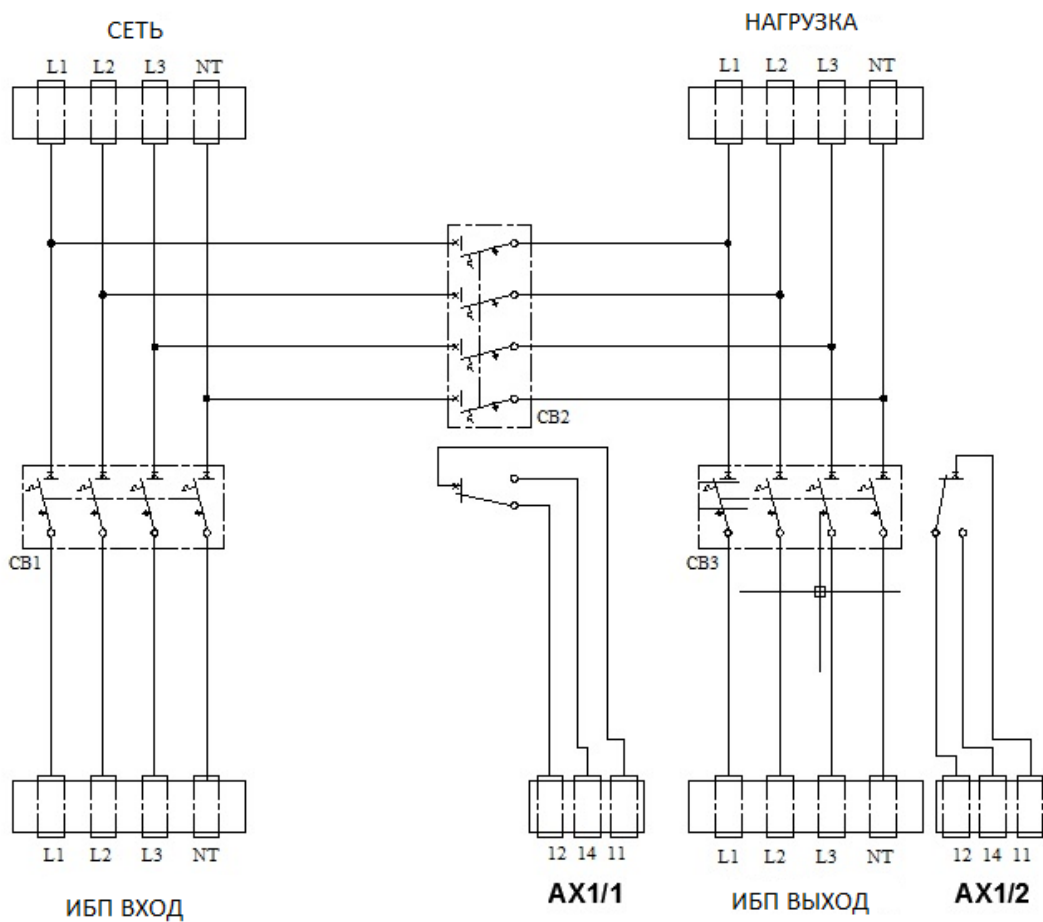 СЕТЬ
НАГРУЗКА
L1 L2 L3 NT
L1 L2 L3 NT
CB2
CB1
CB3
L1 L2 L3 NT
12 14 11
L1 L2 L3 NT
12 14 11
ИБП ВХОД
AX1/1
ИБП ВЫХОД
AX1/2